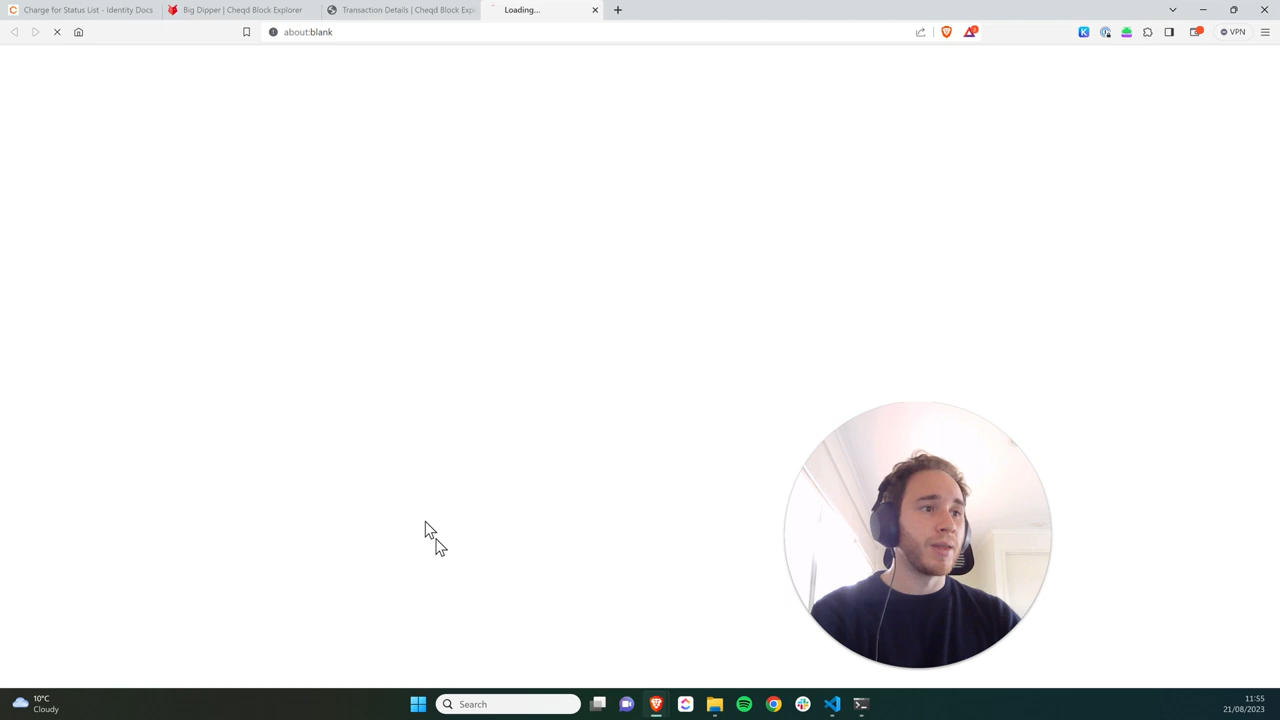 Charge for Status List - Identity Docs
Big Dipper | Cheqd Block Explorer
Transaction Details | Cheqd Block Exp
Loading...
about:blank
VPN
10°C
Cloudy
Search
11:55
21/08/2023